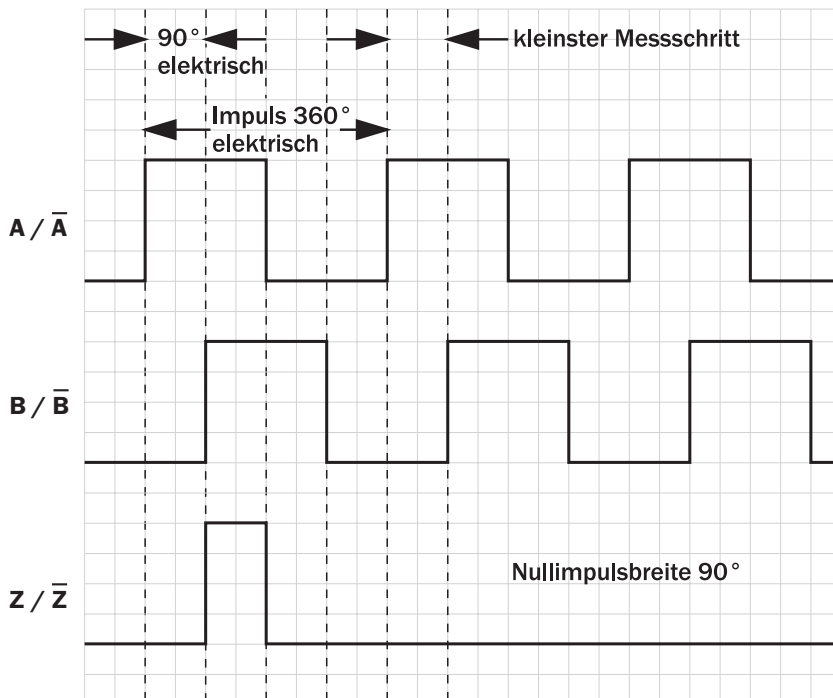 90°
elektrisch
kleinster Messschritt
Impuls 360°
elektrisch
A / A̅
B / B̅
Nullimpulsbreite 90°
Z / Z̅